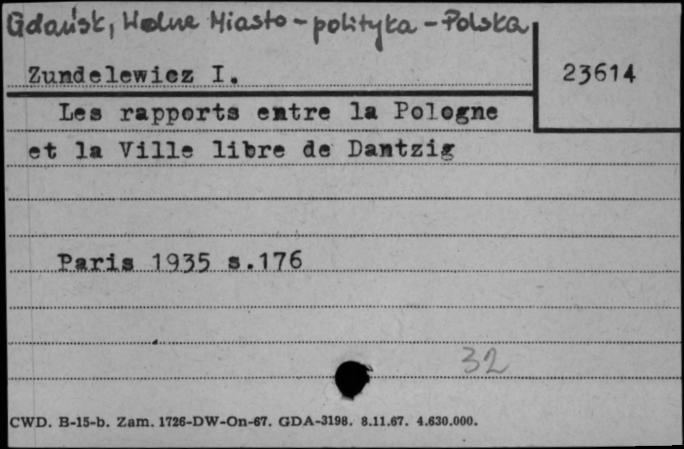 Gdańsk, Wolne Miasto - polityka - Polska
Zundelewicz I.
23614
Les rapports entre la Pologne
et la Ville libre de Dantzig
Paris 1935 s.176
32
CWD. B-15-b. Zam. 1726-DW-On-67. GDA-3198. 8.11.67. 4.630.000.